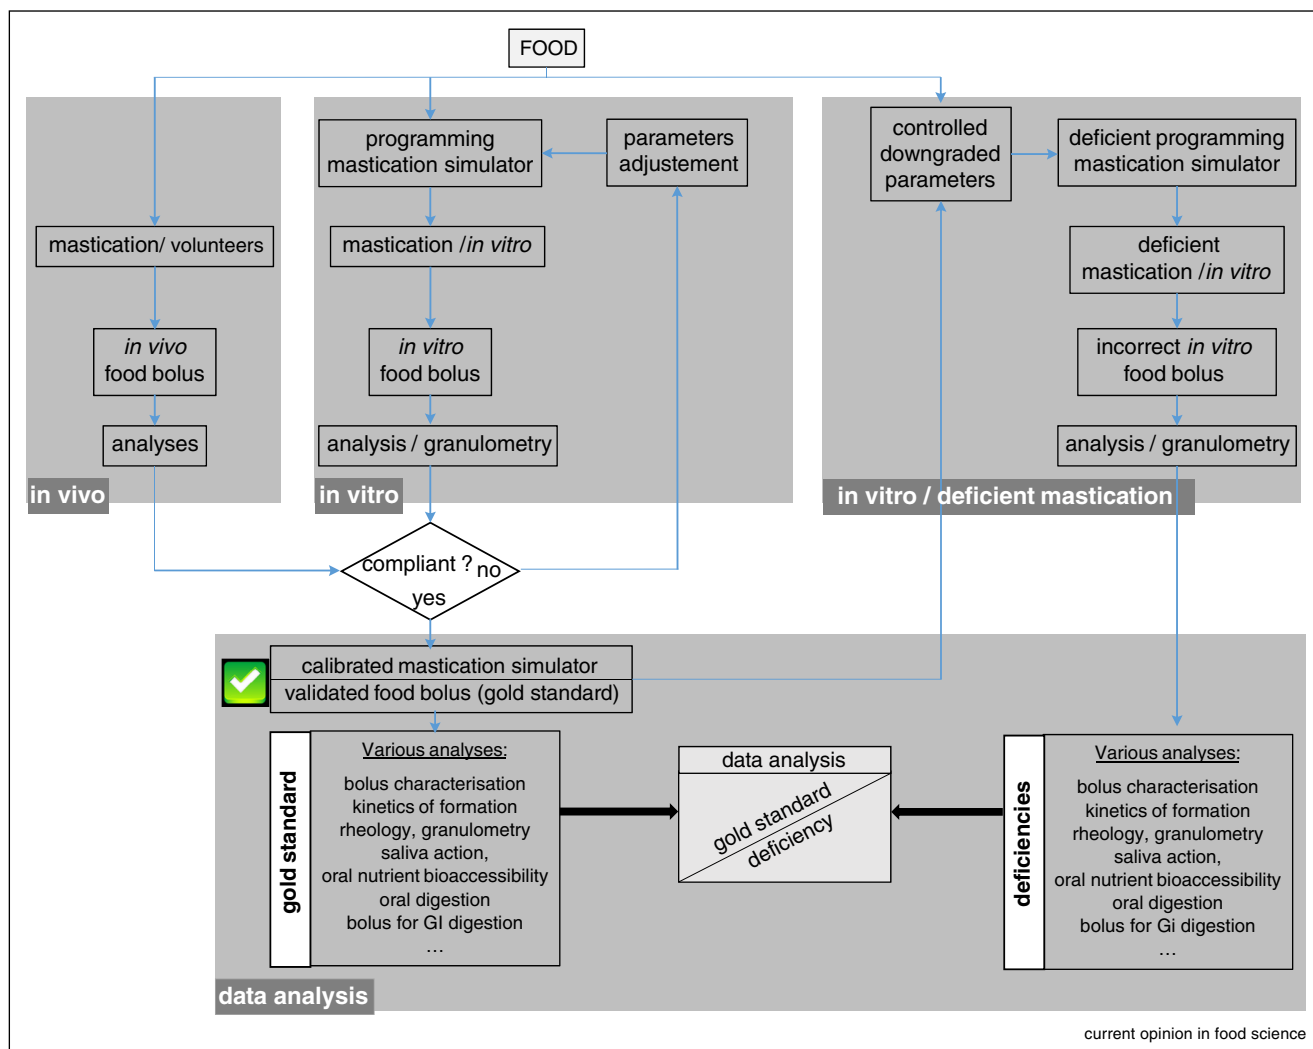 FOOD
mastication/ volunteers
in vivo
food bolus
analyses
in vivo
programming
mastication simulator
parameters
adjustement
mastication /in vitro
in vitro
food bolus
analysis / granulometry
in vitro
controlled
downgraded
parameters
deficient programming
mastication simulator
deficient
mastication /in vitro
incorrect in vitro
food bolus
analysis / granulometry
in vitro / deficient mastication
compliant ?
no
yes
calibrated mastication simulator
validated food bolus (gold standard)
gold standard
Various analyses:
bolus characterisation
kinetics of formation
rheology, granulometry
saliva action,
oral nutrient bioaccessibility
oral digestion
bolus for GI digestion
…
data analysis
gold standard
deficiency
deficiencies
Various analyses:
bolus characterisation
kinetics of formation
rheology, granulometry
saliva action,
oral nutrient bioaccessibility
oral digestion
bolus for Gi digestion
…
data analysis
current opinion in food science